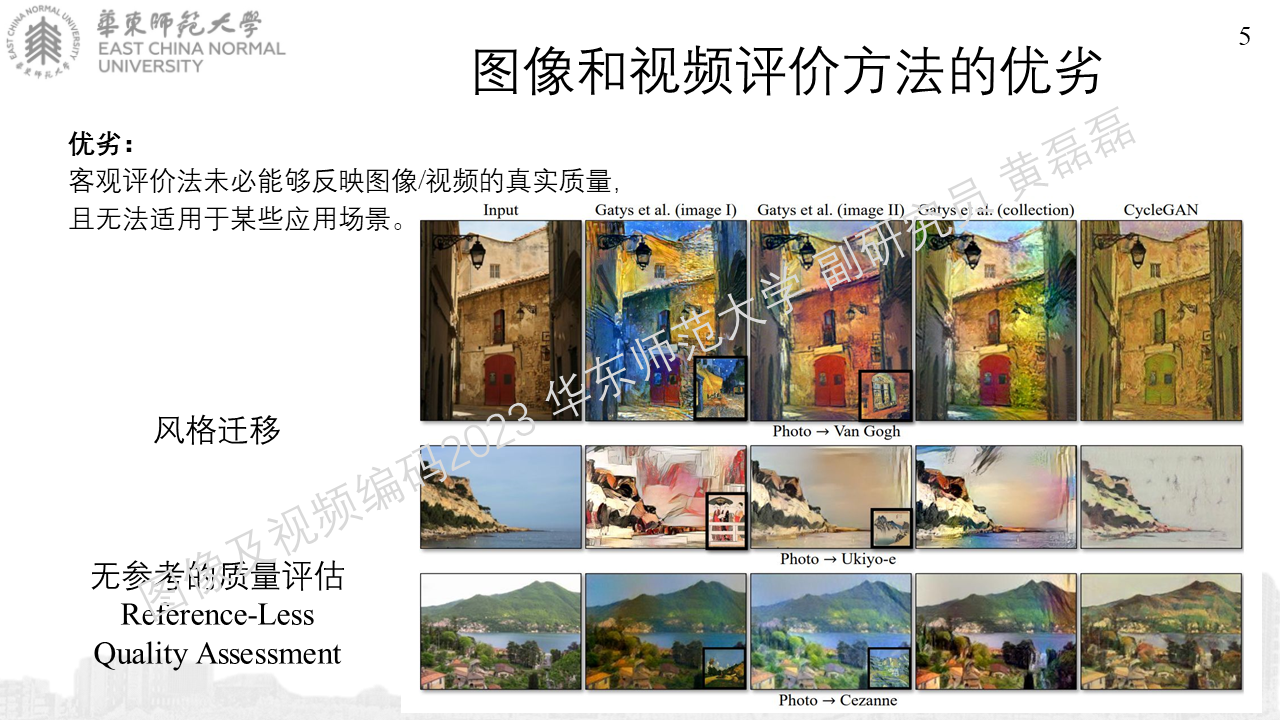 華東師範大學
EAST CHINA NORMAL
UNIVERSITY
EAST CHINA NORMAL UNIVERSITY
華東師範大學
5
图像和视频评价方法的优劣
优劣：
客观评价法未必能够反映图像/视频的真实质量，
且无法适用于某些应用场景。
Input
Gatys et al. (image I)
Gatys et al. (image II)
Gatys et al. (collection)
CycleGAN
Photo → Van Gogh
风格迁移
Photo → Ukiyo-e
无参考的质量评估
Reference-Less
Quality Assessment
Photo → Cezanne
图像及视频编码2023 华东师范大学 副研究员 黄磊磊